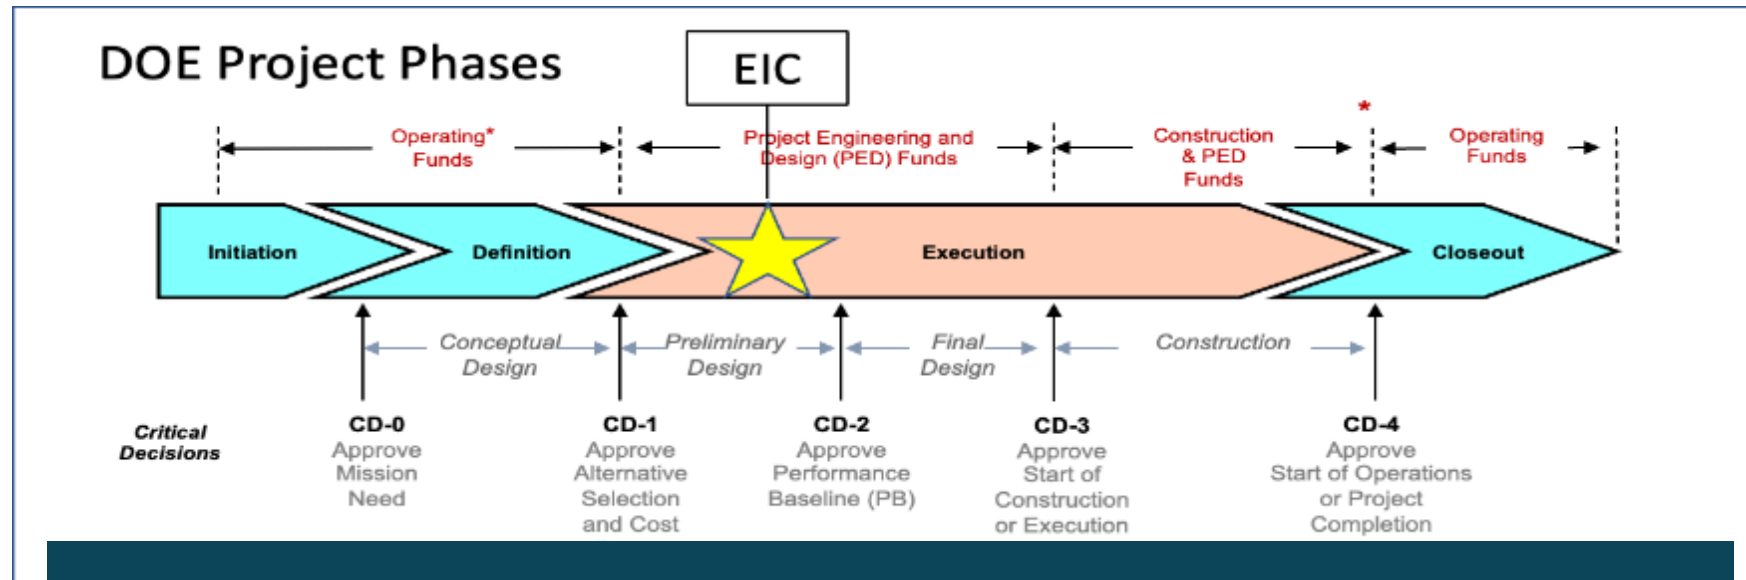 DOE Project Phases
EIC
Operating*
Funds
Project Engineering and
Design (PED) Funds
Construction
& PED
Funds
*
Operating
Funds
Initiation
Definition
Execution
Closeout
Conceptual
Design
Preliminary
Design
Final
Design
Construction
Critical
Decisions
CD-0
Approve
Mission
Need
CD-1
Approve
Alternative
Selection
and Cost
CD-2
Approve
Performance
Baseline (PB)
CD-3
Approve
Start of
Construction
or Execution
CD-4
Approve
Start of Operations
or Project
Completion